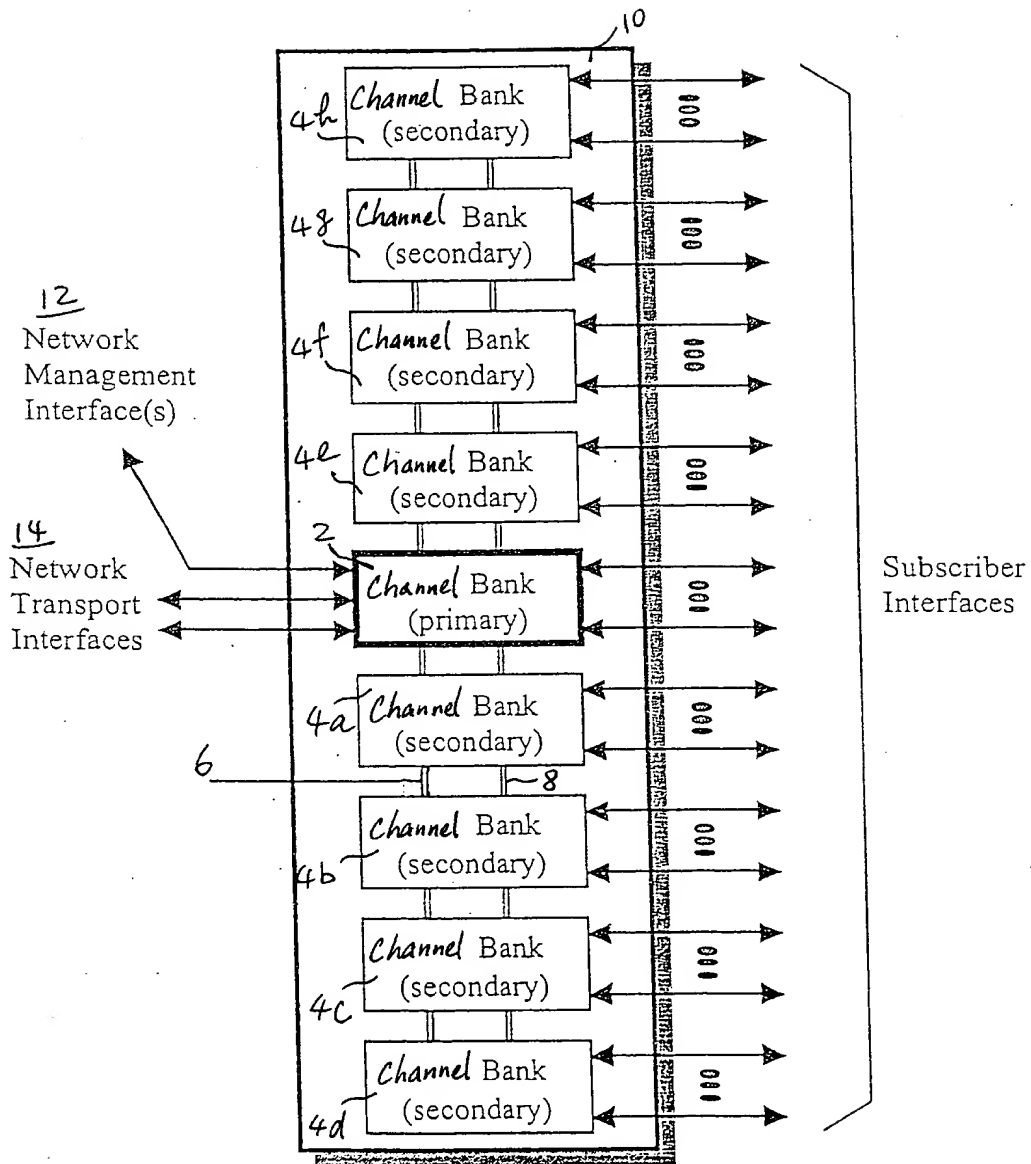 10
Channel Bank
(secondary)
4h
Channel Bank
(secondary)
4g
12
Network
Management
Interface(s)
Channel Bank
(secondary)
4f
Channel Bank
(secondary)
4e
14
Network
Transport
Interfaces
2
Channel Bank
(primary)
Subscriber
Interfaces
Channel Bank
(secondary)
4a
6
8
Channel Bank
(secondary)
4b
Channel Bank
(secondary)
4c
Channel Bank
(secondary)
4d